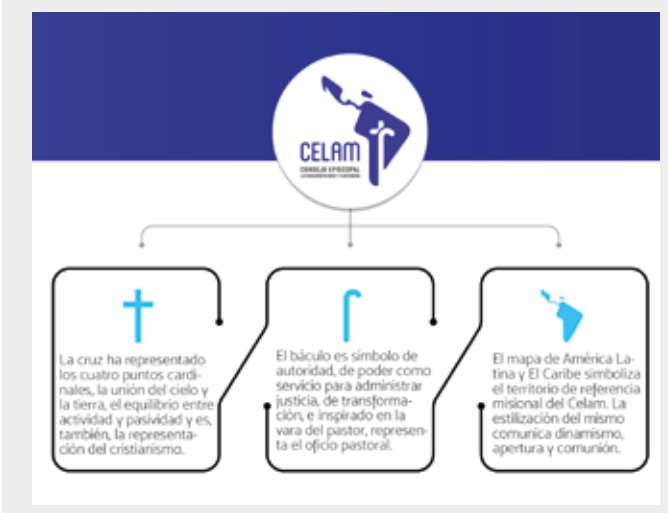 CELAM
CONSEJO EPISCOPAL
LATINOAMERICANO Y CARIBEÑO
La cruz ha representado
los cuatro puntos cardi-
nales, la unión del cielo y
la tierra, el equilibrio entre
actividad y pasividad y es,
también, la representa-
ción del cristianismo.
El báculo es símbolo de
autoridad, de poder como
servicio para administrar
justicia, de transforma-
ción, e inspirado en la
vara del pastor, represen-
ta el oficio pastoral.
El mapa de América La-
tina y El Caribe simboliza
el territorio de referencia
misional del Celam. La
estilización del mismo
comunica dinamismo,
apertura y comunión.